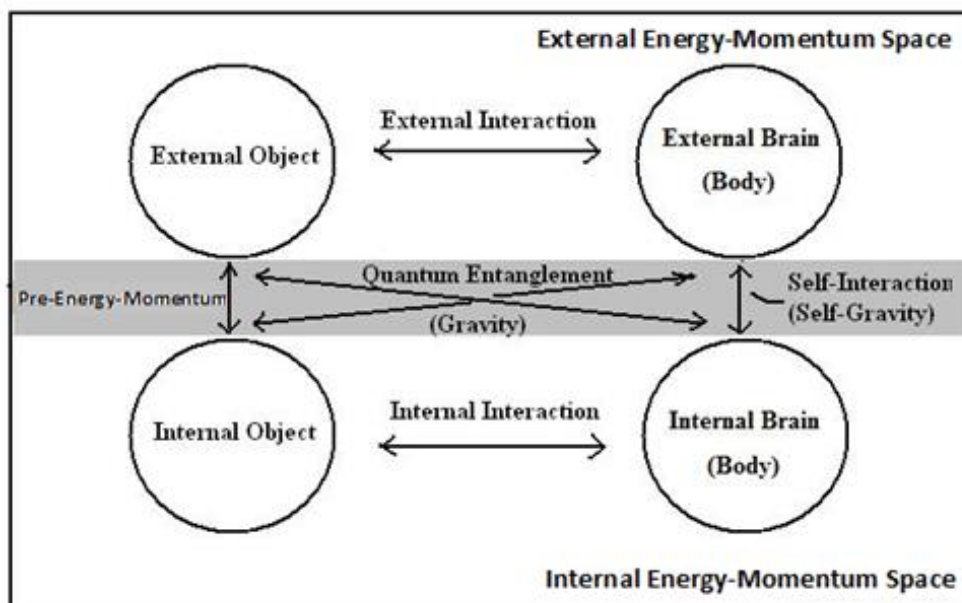 External Energy-Momentum Space
External Interaction
External Object
External Brain
(Body)
Quantum Entanglement
Pre-Energy-Momentum
Self-Interaction
(Gravity)
(Self-Gravity)
Internal Interaction
Internal Object
Internal Brain
(Body)
Internal Energy-Momentum Space